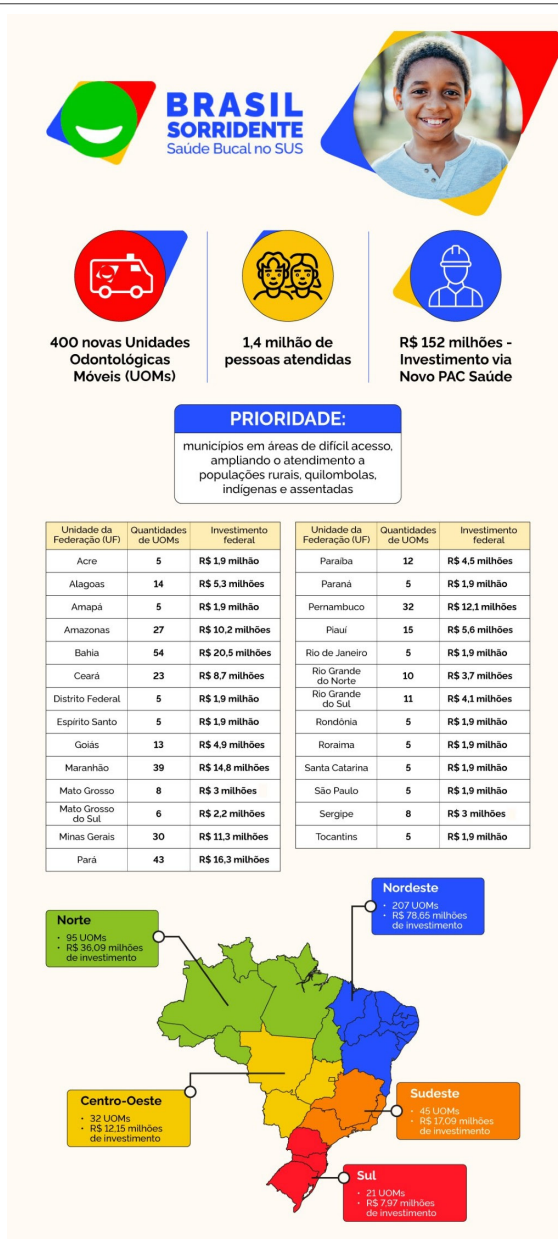 BRASIL
SORRIDENTE
Saúde Bucal no SUS
400 novas Unidades
Odontológicas
Móveis (UOMs)
1,4 milhão de
pessoas atendidas
R$ 152 milhões -
Investimento via
Novo PAC Saúde
PRIORIDADE:
municípios em áreas de difícil acesso,
ampliando o atendimento a
populações rurais, quilombolas,
indígenas e assentadas
Unidade da
Federação (UF)
Quantidades
de UOMs
Investimento
federal
Acre 5 R$ 1,9 milhão
Alagoas 14 R$ 5,3 milhões
Amapá 5 R$ 1,9 milhão
Amazonas 27 R$ 10,2 milhões
Bahia 54 R$ 20,5 milhões
Ceará 23 R$ 8,7 milhões
Distrito Federal 5 R$ 1,9 milhão
Espírito Santo 5 R$ 1,9 milhão
Goiás 13 R$ 4,9 milhões
Maranhão 39 R$ 14,8 milhões
Mato Grosso 8 R$ 3 milhões
Mato Grosso
do Sul 6 R$ 2,2 milhões
Minas Gerais 30 R$ 11,3 milhões
Pará 43 R$ 16,3 milhões
Unidade da
Federação (UF)
Quantidades
de UOMs
Investimento
federal
Paraíba 12 R$ 4,5 milhões
Paraná 5 R$ 1,9 milhão
Pernambuco 32 R$ 12,1 milhões
Piauí 15 R$ 5,6 milhões
Rio de Janeiro 5 R$ 1,9 milhão
Rio Grande
do Norte 10 R$ 3,7 milhões
Rio Grande
do Sul 11 R$ 4,1 milhões
Rondônia 5 R$ 1,9 milhão
Roraima 5 R$ 1,9 milhão
Santa Catarina 5 R$ 1,9 milhão
São Paulo 5 R$ 1,9 milhão
Sergipe 8 R$ 3 milhões
Tocantins 5 R$ 1,9 milhão
Nordeste
• 207 UOMs
• R$ 78,65 milhões
de investimento
Norte
• 95 UOMs
• R$ 36,09 milhões
de investimento
Centro-Oeste
• 32 UOMs
• R$ 12,15 milhões
de investimento
Sudeste
• 45 UOMs
• R$ 17,09 milhões
de investimento
Sul
• 21 UOMs
• R$ 7,97 milhões
de investimento